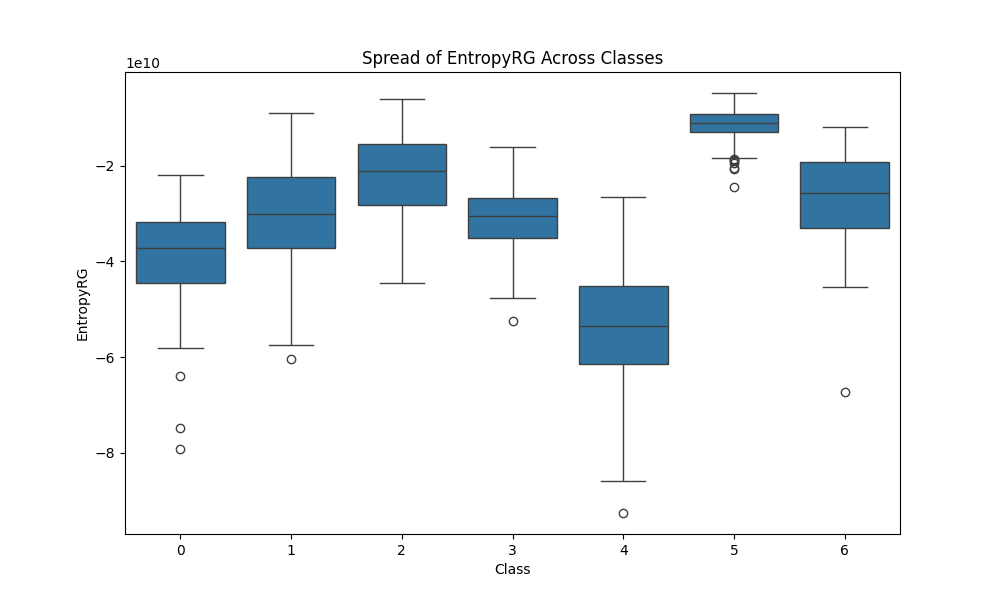 Spread of EntropyRG Across Classes
1e10
−2
−4
−6
−8
EntropyRG
0 1 2 3 4 5 6
Class